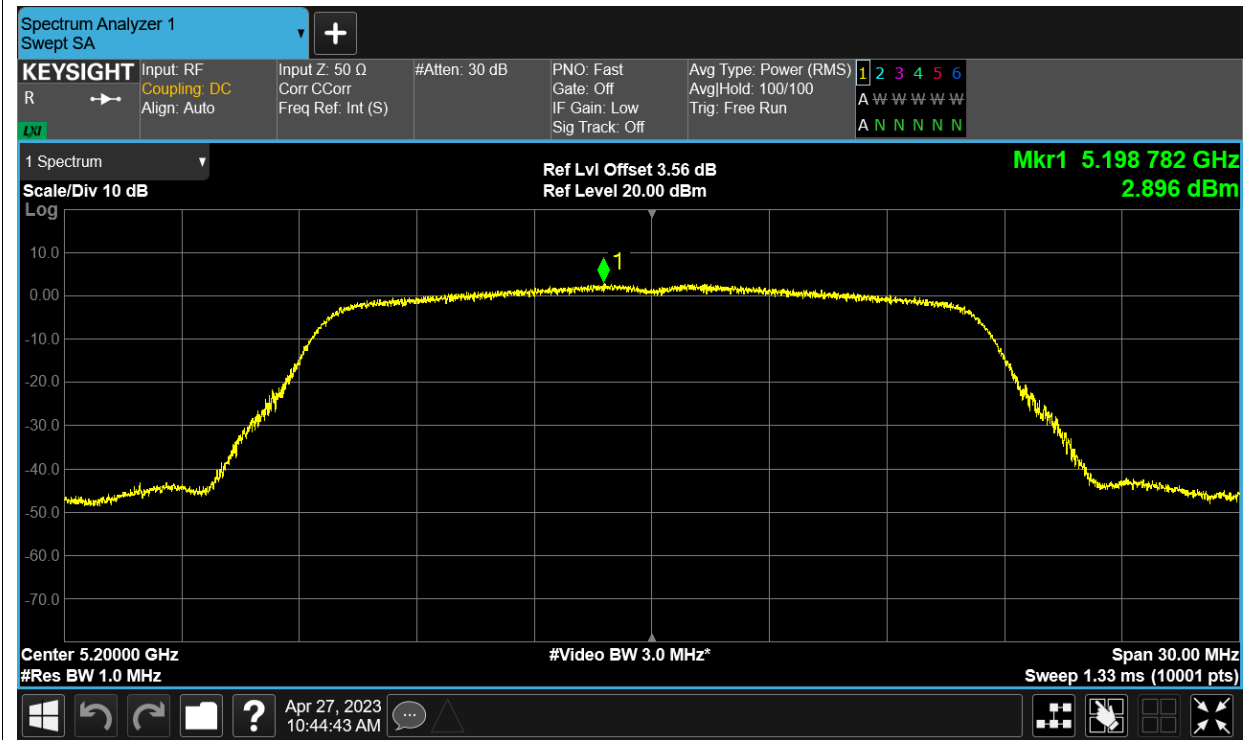 Spectrum Analyzer 1
Swept SA
KEYSIGHT
R
LXI
Input: RF
Coupling: DC
Align: Auto
Input Z: 50 Ω
Corr CCorr
Freq Ref: Int (S)
#Atten: 30 dB
PNO: Fast
Gate: Off
IF Gain: Low
Sig Track: Off
Avg Type: Power (RMS)
Avg|Hold: 100/100
Trig: Free Run
1 2 3 4 5 6
A W W W W W
A N N N N N
1 Spectrum
Scale/Div 10 dB
Ref Lvl Offset 3.56 dB
Ref Level 20.00 dBm
Mkr1 5.198 782 GHz
2.896 dBm
Log
10.0
0.00
-10.0
-20.0
-30.0
-40.0
-50.0
-60.0
-70.0
1
Center 5.20000 GHz
#Res BW 1.0 MHz
#Video BW 3.0 MHz*
Span 30.00 MHz
Sweep 1.33 ms (10001 pts)
?
Apr 27, 2023
10:44:43 AM